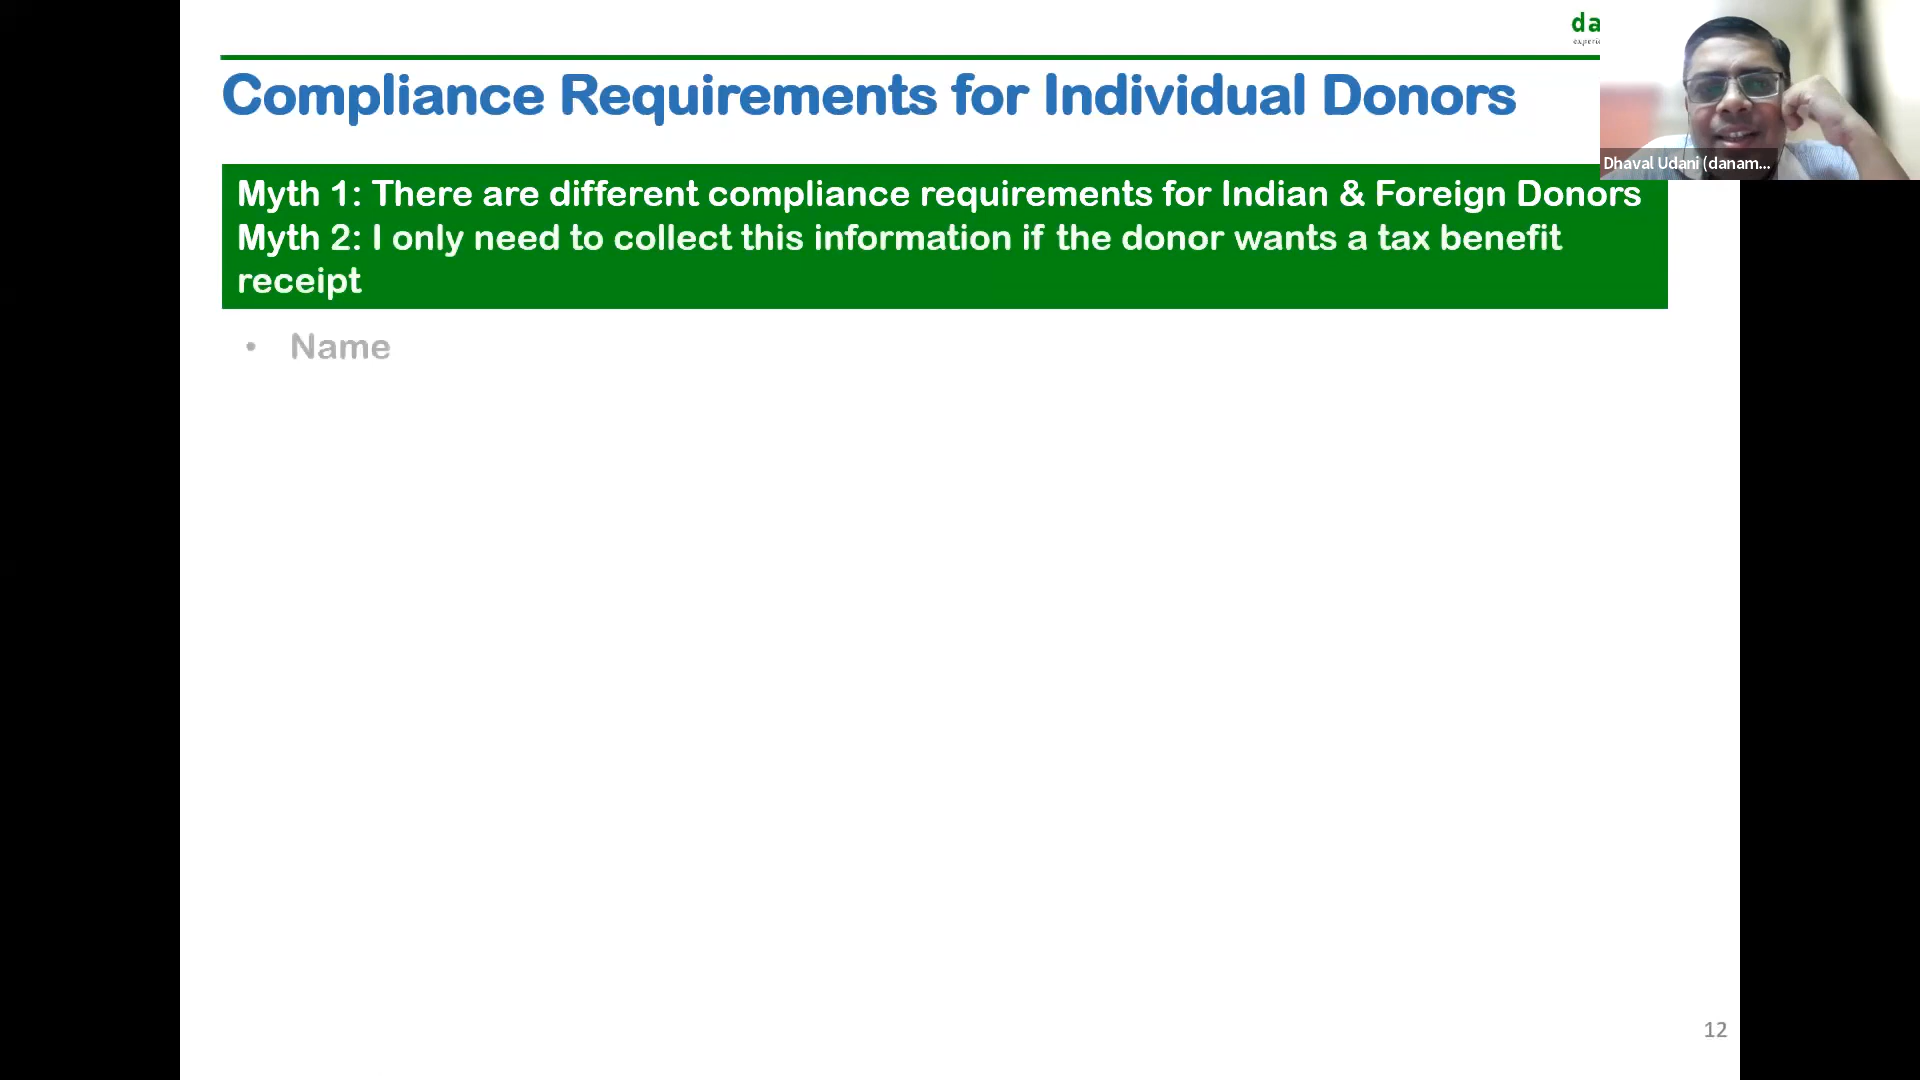 da
Compliance Requirements for Individual Donors
Dhaval Udani (danam...
Myth 1: There are different compliance requirements for Indian & Foreign Donors
Myth 2: I only need to collect this information if the donor wants a tax benefit
receipt
• Name
12